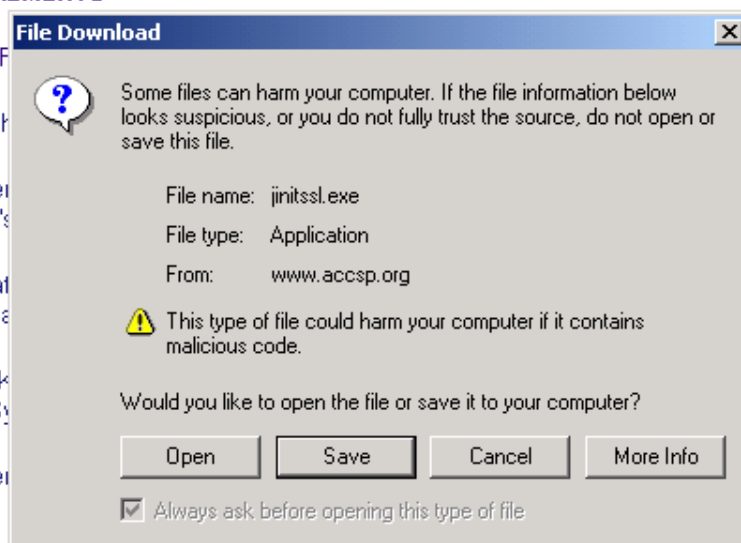 File Download
Some files can harm your computer. If the file information below
looks suspicious, or you do not fully trust the source, do not open or
save this file.
File name: jinitssl.exe
File type: Application
From: www.accsp.org
This type of file could harm your computer if it contains
malicious code.
Would you like to open the file or save it to your computer?
Open Save Cancel More Info
Always ask before opening this type of file